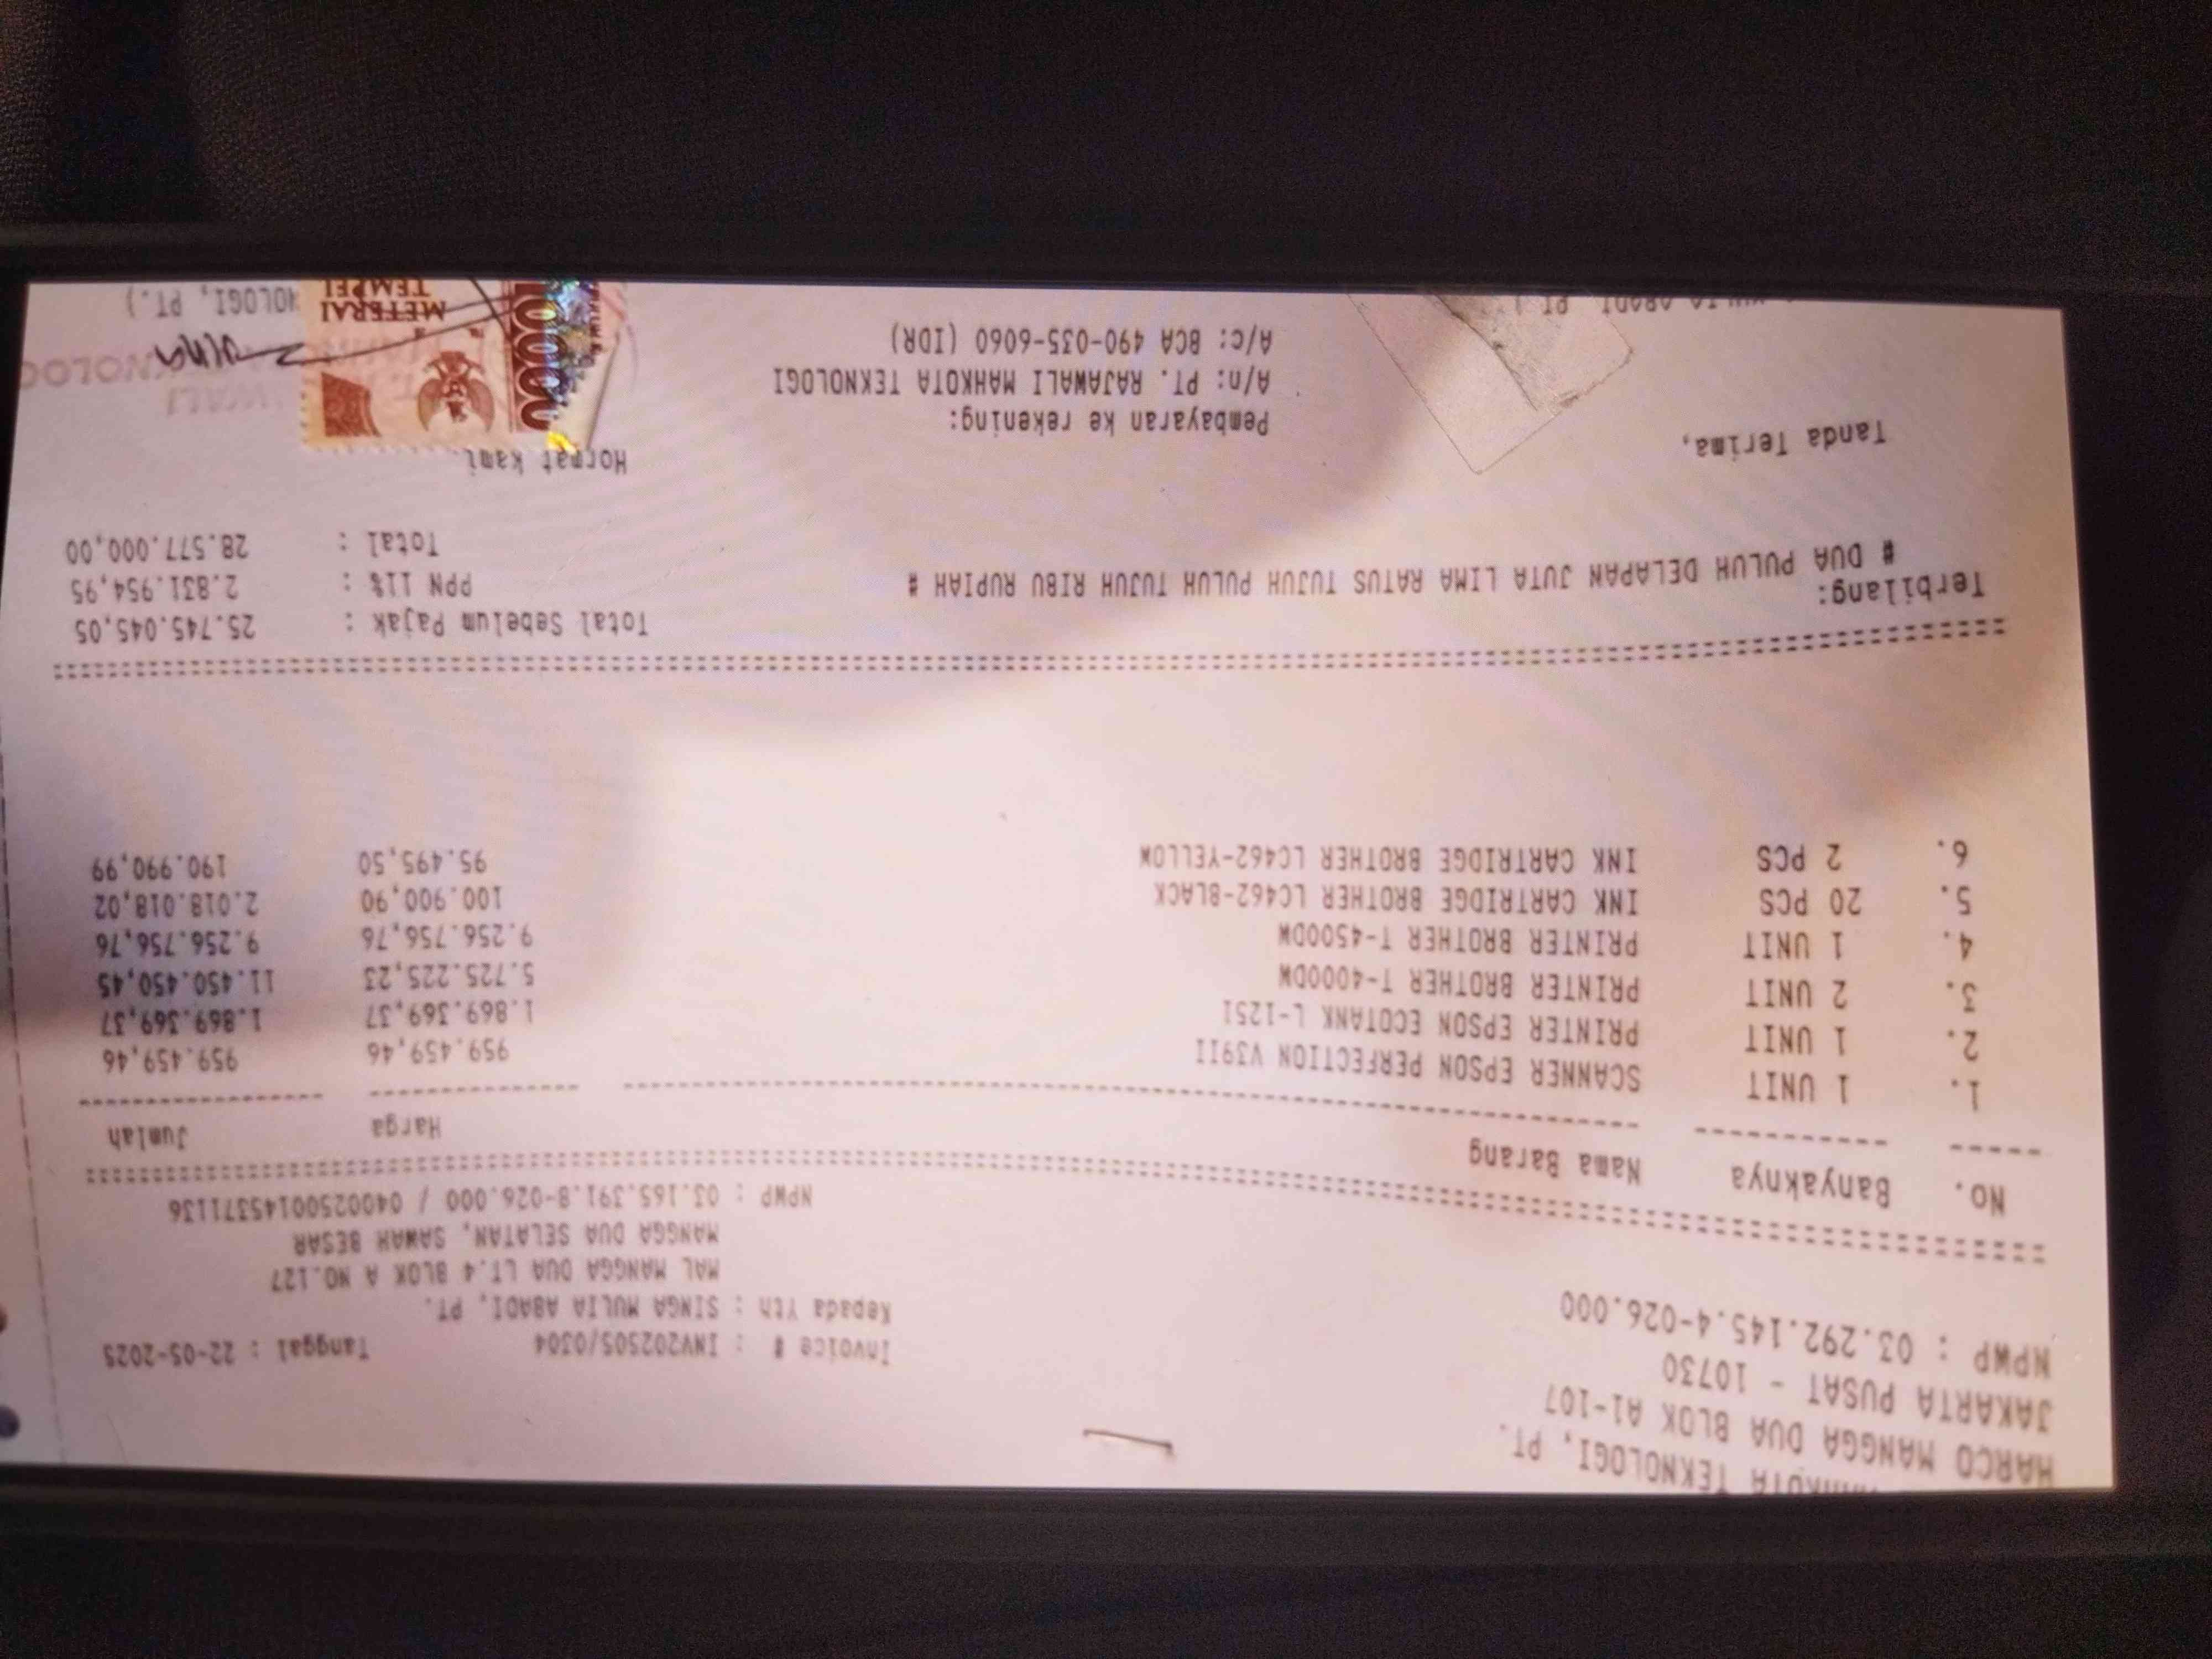 TEKNOLOGI, PT.
HARCO MANGGA DUA BLOK A1-107
JAKARTA PUSAT - 10730
NPWP : 03.292.145.4-026.000
Invoice # : INV202505/0304 Tanggal : 22-05-2025
Kepada Yth : SINGA MULIA ABADI, PT.
MAL MANGGA DUA LT.4 BLOK A NO.127
MANGGA DUA SELATAN, SAWAH BESAR
NPWP : 03.165.391.8-026.000 / 04002500145371136
No. Banyaknya Nama Barang Harga Jumlah
1. 1 UNIT SCANNER EPSON PERFECTION V39II 959.459,46 959.459,46
2. 1 UNIT PRINTER EPSON ECOTANK L-1251 1.869.369,37 1.869.369,37
3. 2 UNIT PRINTER BROTHER T-4000DW 5.725.225,23 11.450.450,45
4. 1 UNIT PRINTER BROTHER T-4500DW 9.256.756,76 9.256.756,76
5. 20 PCS INK CARTRIDGE BROTHER LC462-BLACK 100.900,90 2.018.018,02
6. 2 PCS INK CARTRIDGE BROTHER LC462-YELLOW 95.495,50 190.990,99
Terbilang:
# DUA PULUH DELAPAN JUTA LIMA RATUS TUJUH PULUH TUJUH RIBU RUPIAH #
Total Sebelum Pajak : 25.745.045,05
PPN 11% : 2.831.954,95
Total : 28.577.000,00
Tanda Terima,
Pembayaran ke rekening:
A/n: PT. RAJAWALI MAHKOTA TEKNOLOGI
A/c: BCA 490-035-6060 (IDR)
Hormat kami,
10000
METERAI
TEMPEL
ABADI, PT.)
NOLOGI, PT.)